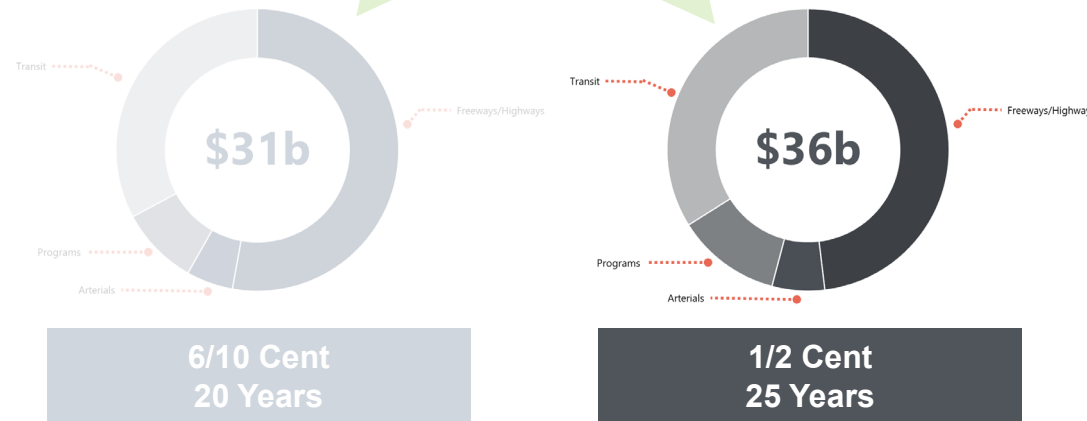 Transit
Freeways/Highways
$31b
Programs
Arterials
6/10 Cent
20 Years
Transit
Freeways/Highway
$36b
Programs
Arterials
1/2 Cent
25 Years